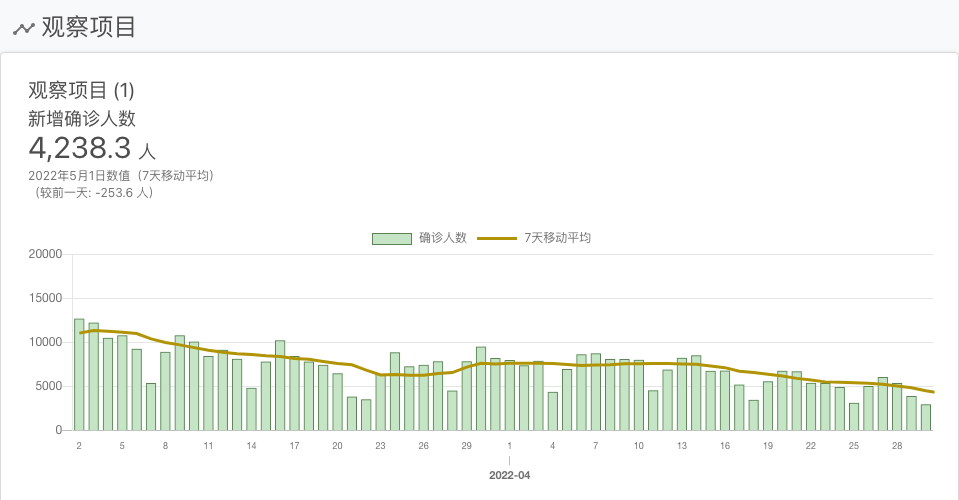 观察项目
观察项目 (1)
新增确诊人数
4,238.3 人
2022年5月1日数值（7天移动平均）
（较前一天: -253.6 人）
确诊人数 7天移动平均
20000
15000
10000
5000
0
2 5 8 11 14 17 20 23 26 29 1 4 7 10 13 16 19 22 25 28
2022-04